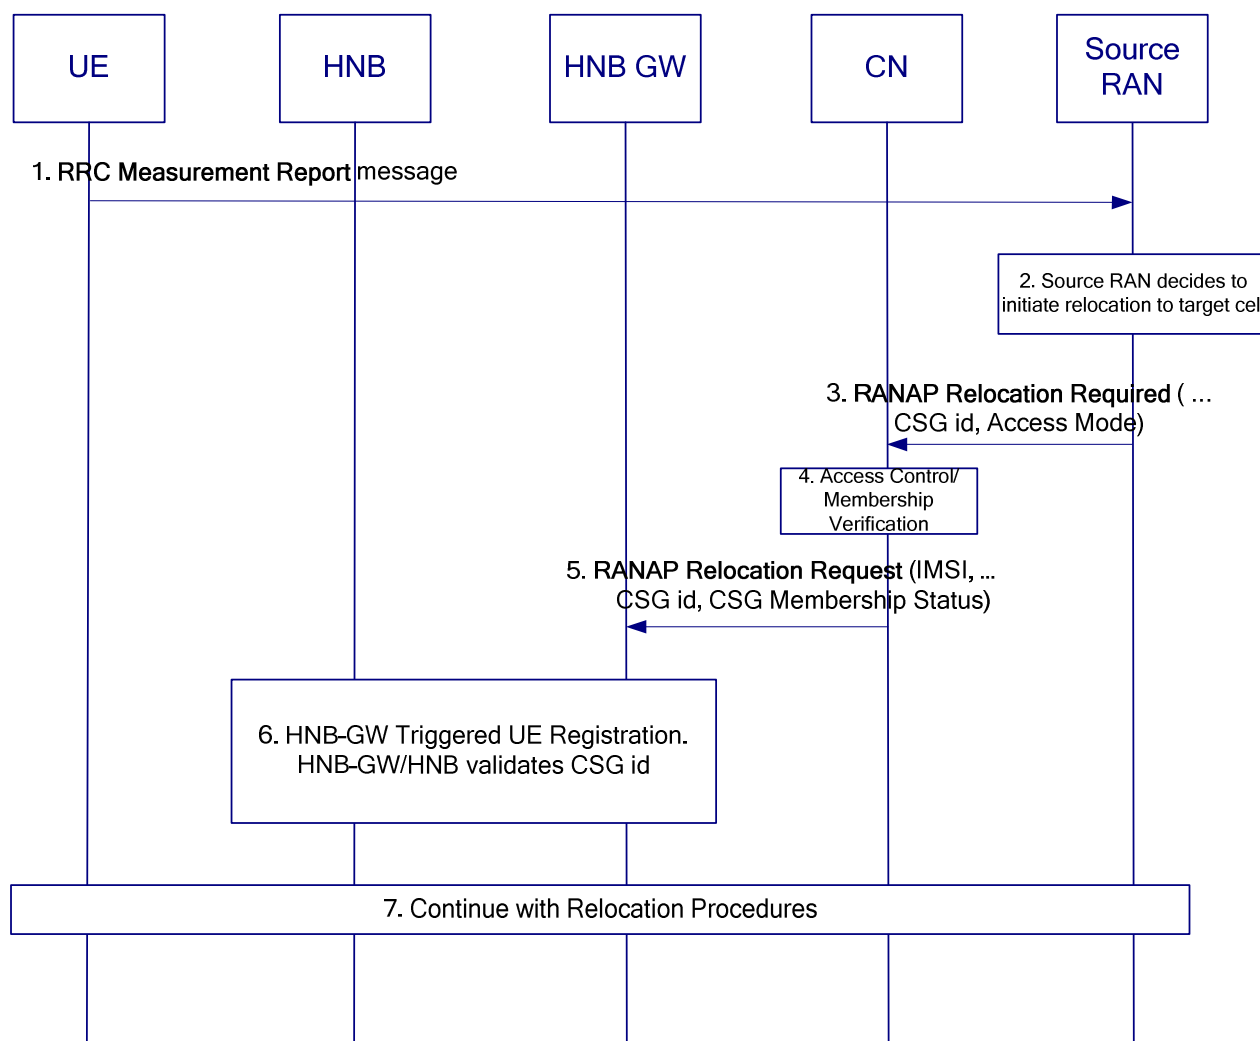 UE
HNB
HNB GW
CN
Source
RAN
1. RRC Measurement Report message
2. Source RAN decides to
initiate relocation to target cel
3. RANAP Relocation Required ( ...
CSG id, Access Mode)
4. Access Control/
Membership
Verification
5. RANAP Relocation Request (IMSI, ...
CSG id, CSG Membership Status)
6. HNB-GW Triggered UE Registration.
HNB-GW/HNB validates CSG id
7. Continue with Relocation Procedures